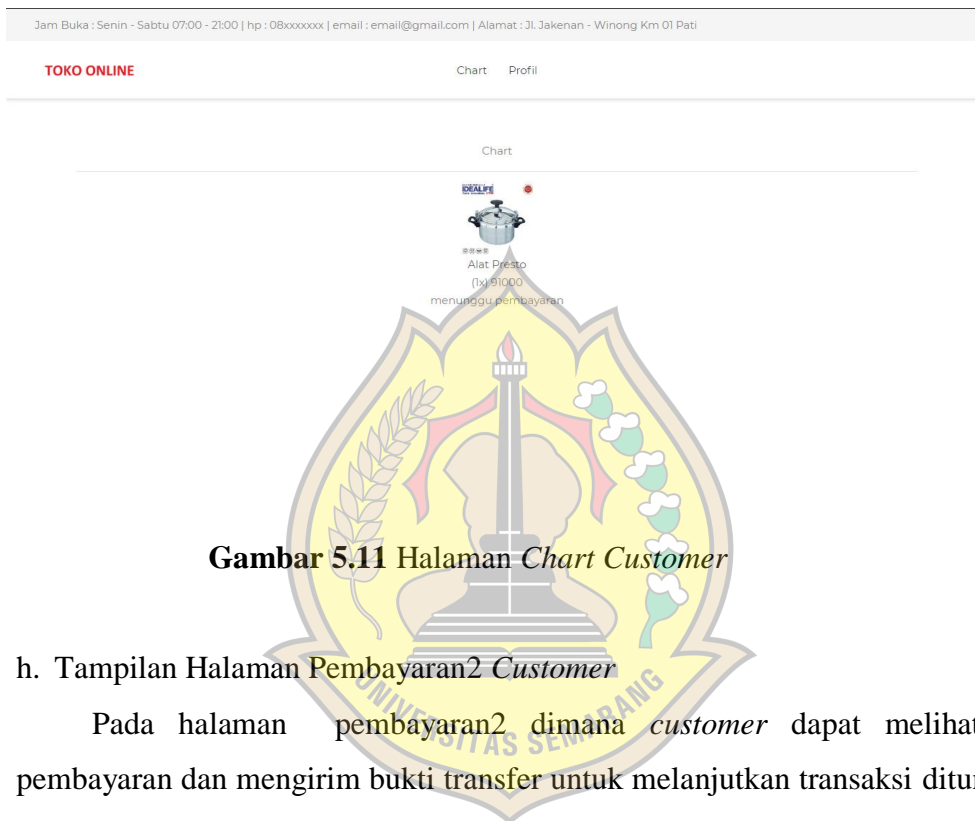 Jam Buka : Senin - Sabtu 07:00 - 21:00 | hp : 08xxxxxxx | email : email@gmail.com | Alamat : Jl. Jakenan - Winong Km 01 Pati
TOKO ONLINE
Chart Profil
Chart
IDEALIFE
Alat Presto
(1x) 91000
menunggu pembayaran
Gambar 5.11 Halaman Chart Customer
h. Tampilan Halaman Pembayaran2 Customer
UNIVERSITAS SEMARANG
Pada halaman pembayaran2 dimana customer dapat melihat
pembayaran dan mengirim bukti transfer untuk melanjutkan transaksi ditun